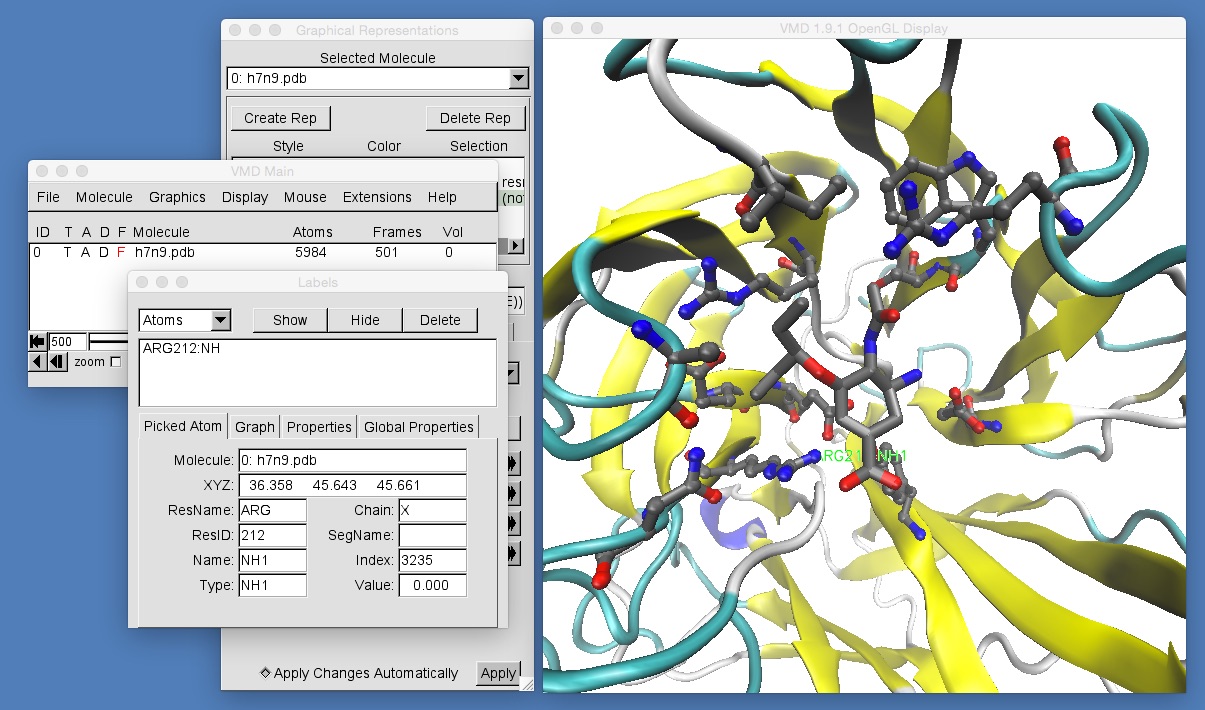 Graphical Representations
Selected Molecule
0: h7n9.pdb
Create Rep
Delete Rep
Style Color Selection
(no
E))
Apply Changes Automatically
Apply
VMD Main
File Molecule Graphics Display Mouse Extensions Help
ID T A D F Molecule Atoms Frames Vol
0 T A D F h7n9.pdb 5984 501 0
500
zoom
Labels
Atoms
Show Hide Delete
ARG212:NH
Picked Atom Graph Properties Global Properties
Molecule: 0: h7n9.pdb
XYZ: 36.358 45.643 45.661
ResName: ARG Chain: X
ResID: 212 SegName:
Name: NH1 Index: 3235
Type: NH1 Value: 0.000
VMD 1.9.1 OpenGL Display
RG21 NH1